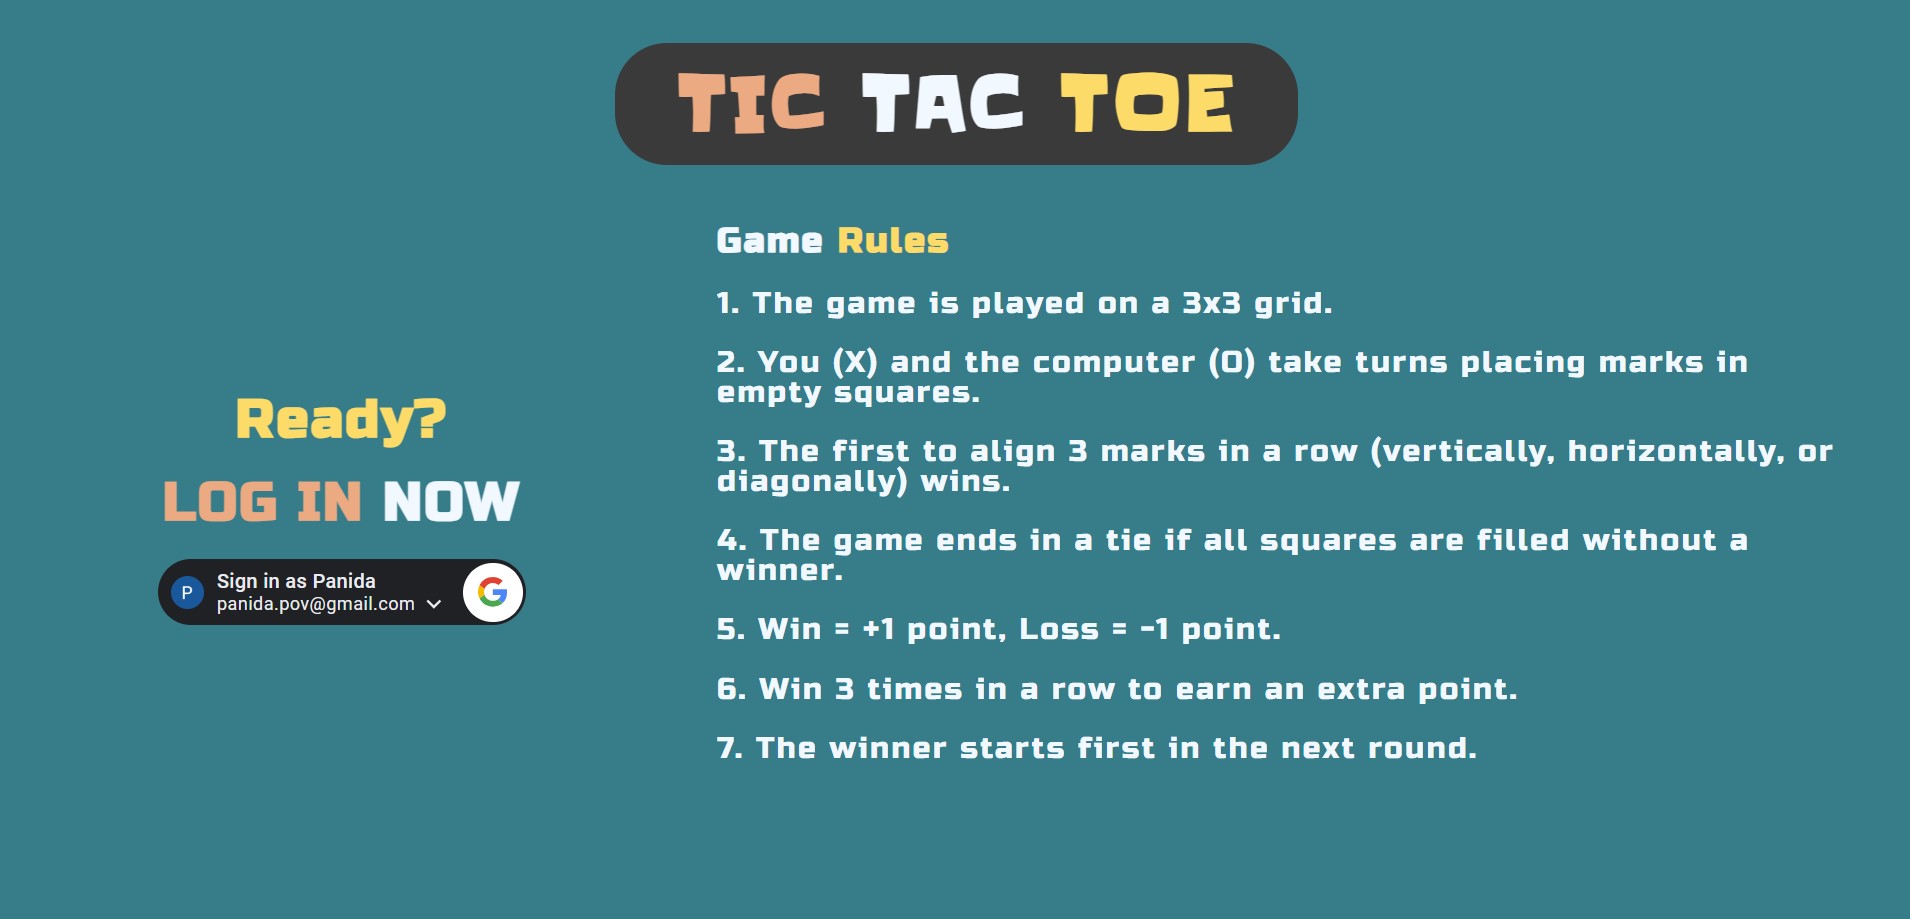 TIC TAC TOE
Game Rules
1. The game is played on a 3x3 grid.
2. You (X) and the computer (O) take turns placing marks in
empty squares.
3. The first to align 3 marks in a row (vertically, horizontally, or
diagonally) wins.
4. The game ends in a tie if all squares are filled without a
winner.
5. Win = +1 point, Loss = -1 point.
6. Win 3 times in a row to earn an extra point.
7. The winner starts first in the next round.
Ready?
LOG IN NOW
P
Sign in as Panida
panida.pov@gmail.com
G